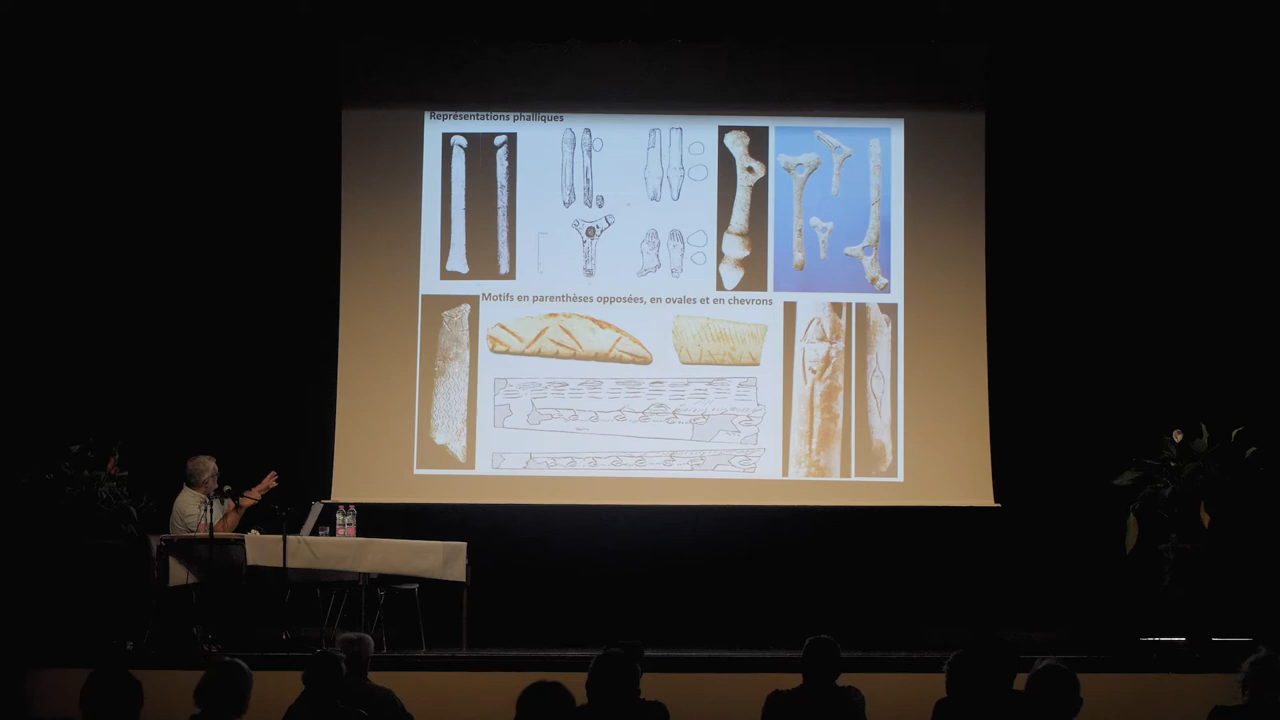 Représentations phalliques
Motifs en parenthèses opposées, en ovales et en chevrons